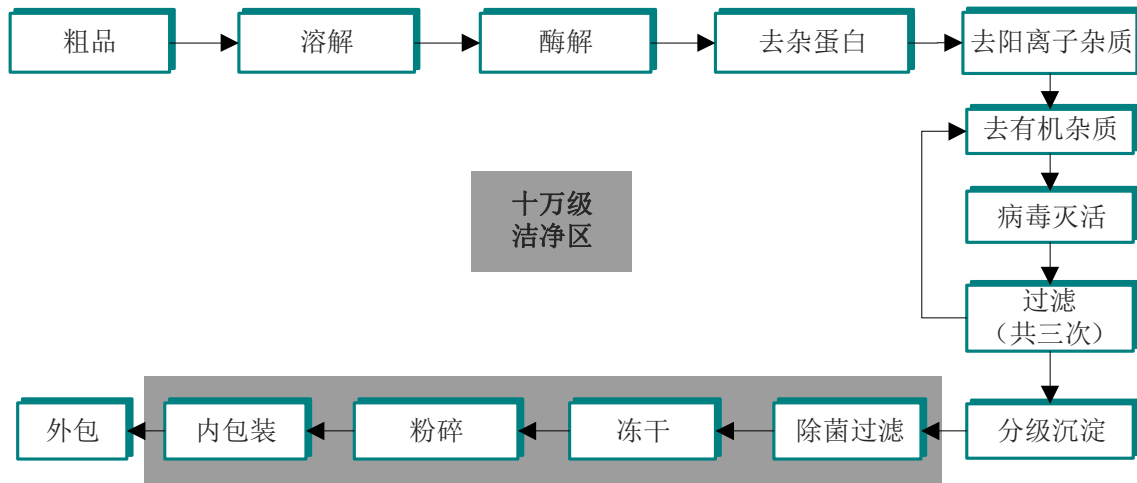 粗品
溶解
酶解
去杂蛋白
去阳离子杂质
去有机杂质
十万级
洁净区
病毒灭活
过滤
（共三次）
外包
内包装
粉碎
冻干
除菌过滤
分级沉淀